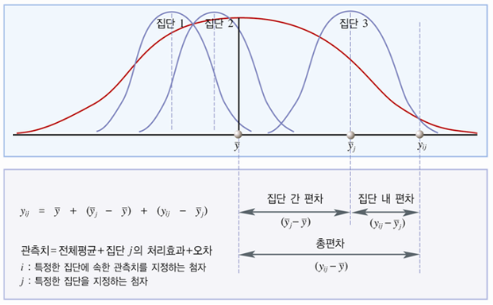 집단 1 집단 2 집단 3
ȳ ȳⱼ yᵢⱼ
집단 간 편차 집단 내 편차
(ȳⱼ−ȳ) (yᵢⱼ−ȳⱼ)
yᵢⱼ = ȳ + (ȳⱼ − ȳ) + (yᵢⱼ − ȳⱼ)
관측치=전체평균+집단 j의 처리효과+오차
총편차
i : 특정한 집단에 속한 관측치를 지정하는 첨자
(yᵢⱼ−ȳ)
j : 특정한 집단을 지정하는 첨자